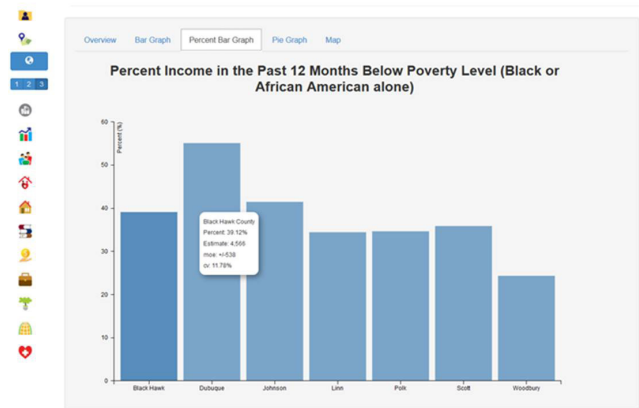 Overview Bar Graph Percent Bar Graph Pie Graph Map
1 2 3
Percent Income in the Past 12 Months Below Poverty Level (Black or
African American alone)
Percent (%)
60
50
40
30
20
10
0
Black Hawk County
Percent: 39.12%
Estimate: 4,566
moe: +/-538
cv: 11.78%
Black Hawk Dubuque Johnson Linn Polk Scott Woodbury